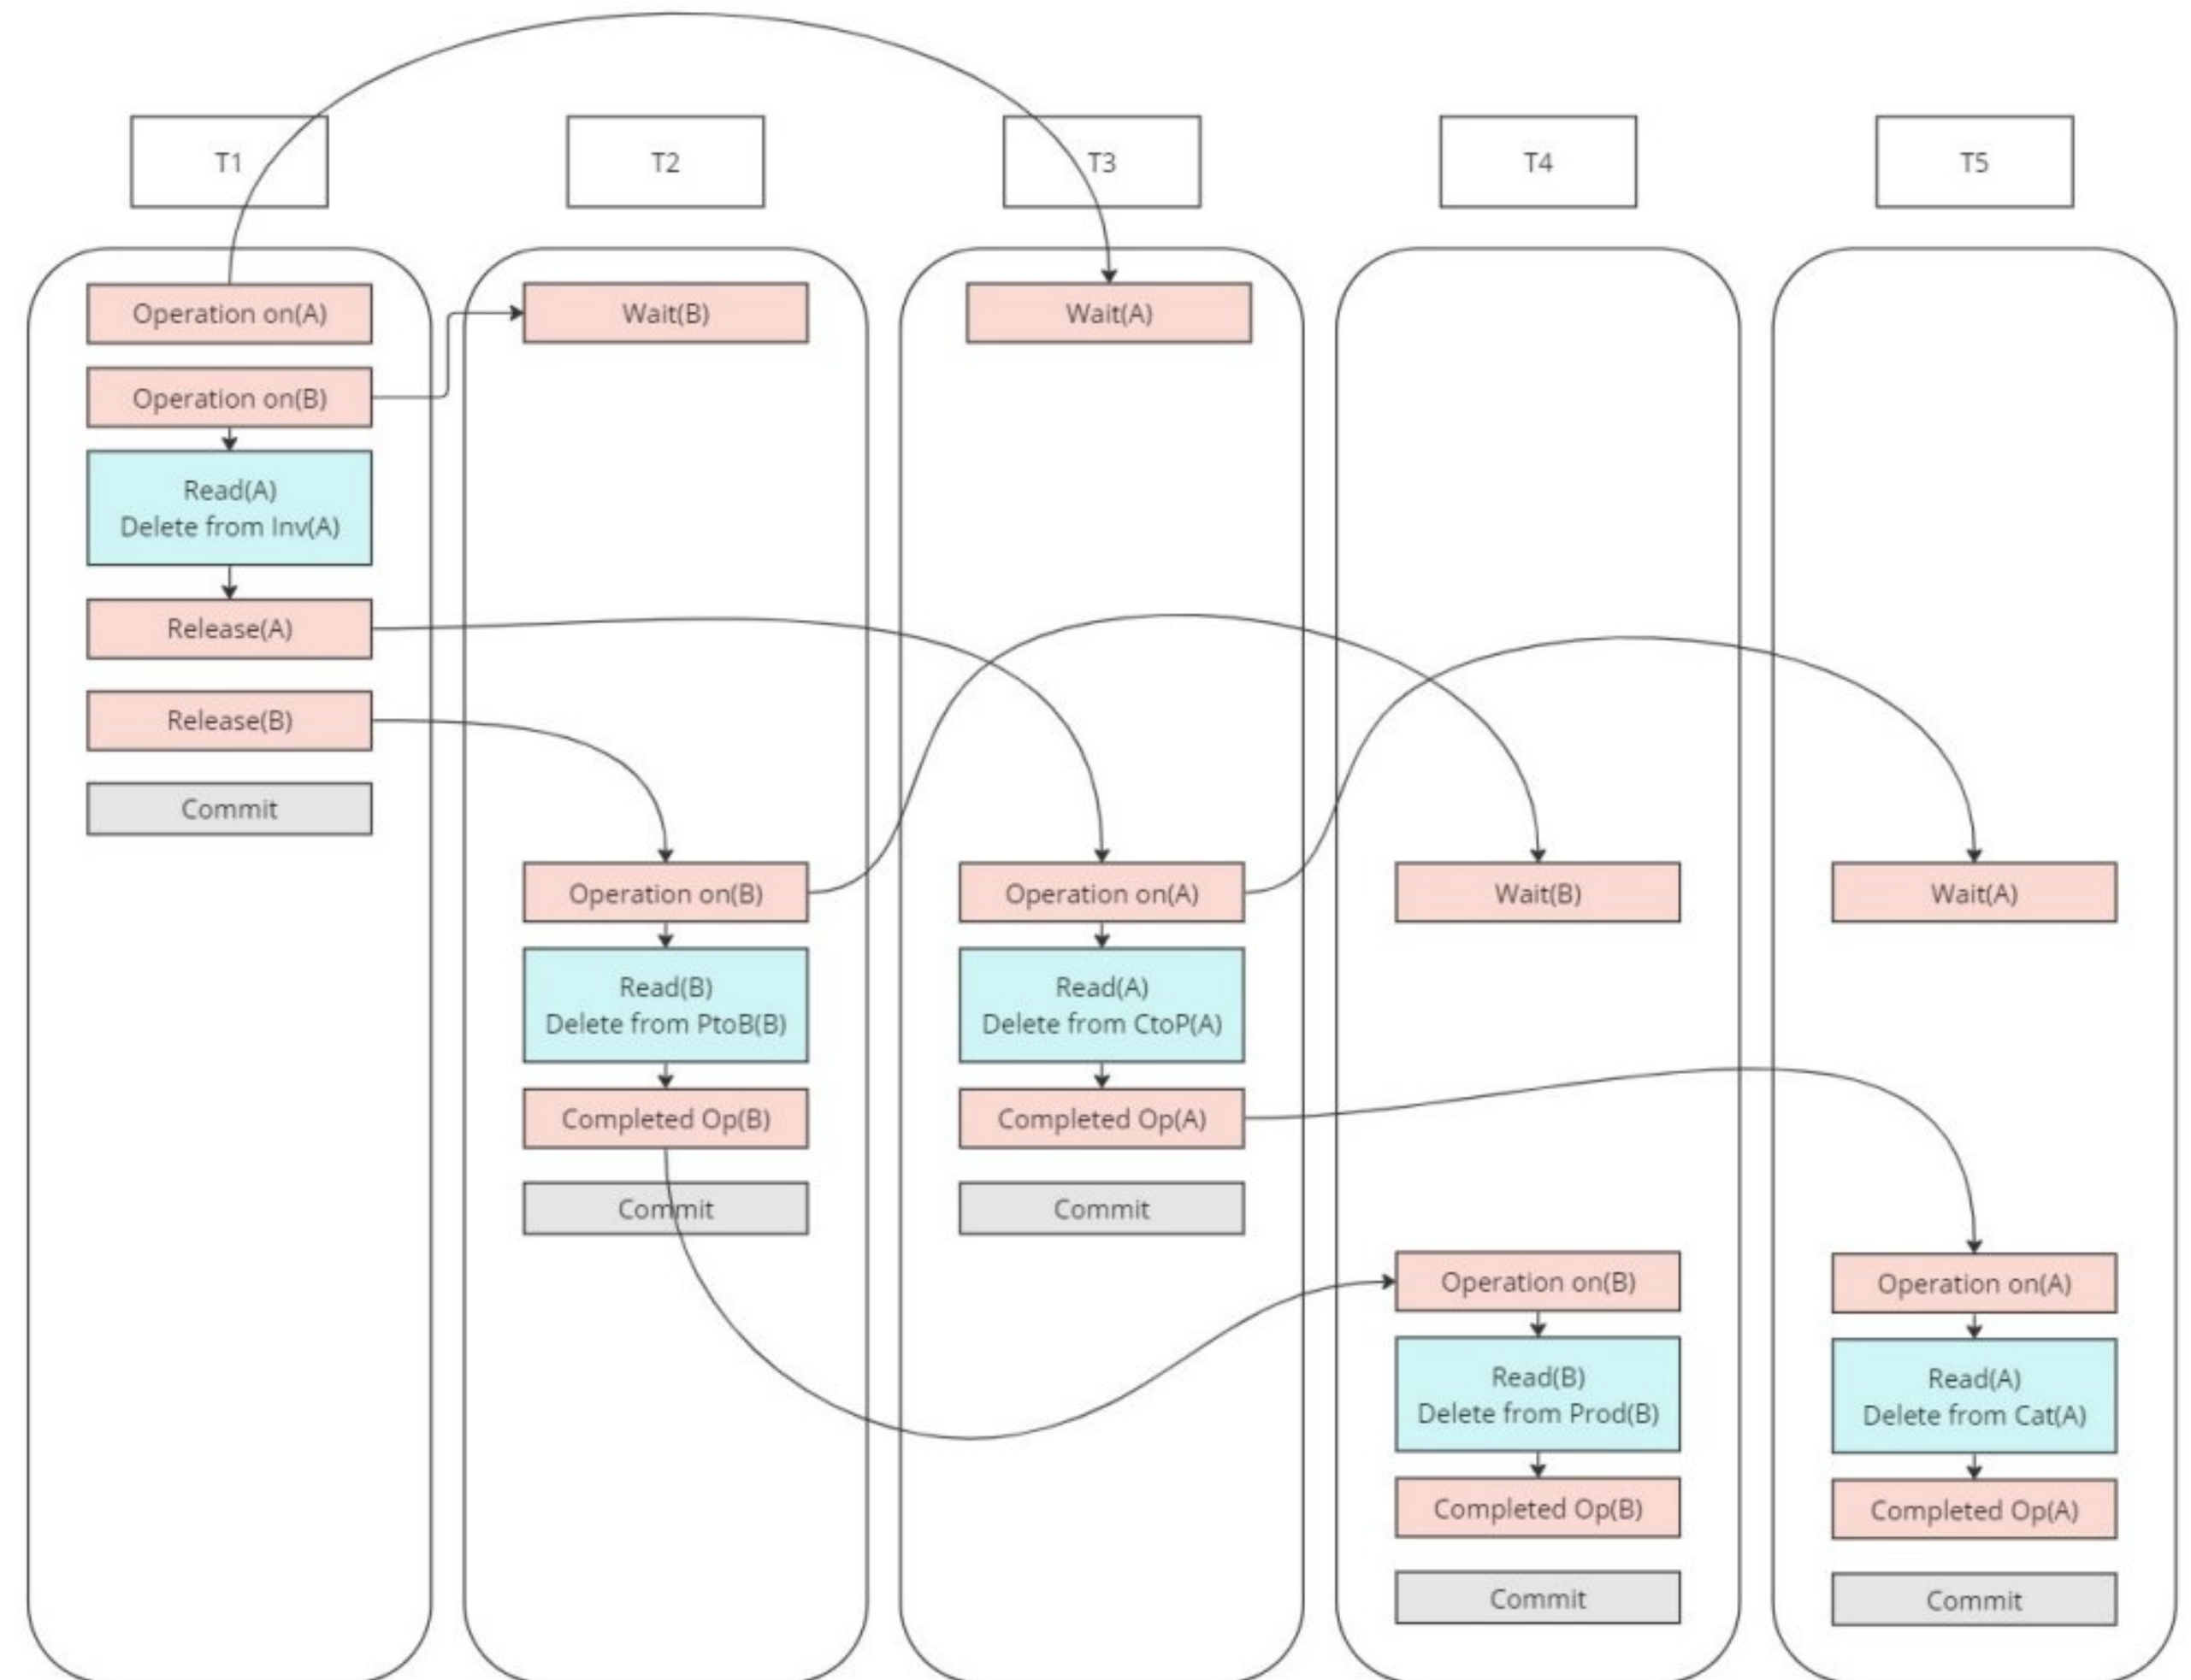 T1
T2
T3
T4
T5
Operation on(A)
Operation on(B)
Read(A)
Delete from Inv(A)
Release(A)
Release(B)
Commit
Wait(B)
Operation on(B)
Read(B)
Delete from PtoB(B)
Completed Op(B)
Commit
Wait(A)
Operation on(A)
Read(A)
Delete from CtoP(A)
Completed Op(A)
Commit
Wait(B)
Operation on(B)
Read(B)
Delete from Prod(B)
Completed Op(B)
Commit
Wait(A)
Operation on(A)
Read(A)
Delete from Cat(A)
Completed Op(A)
Commit